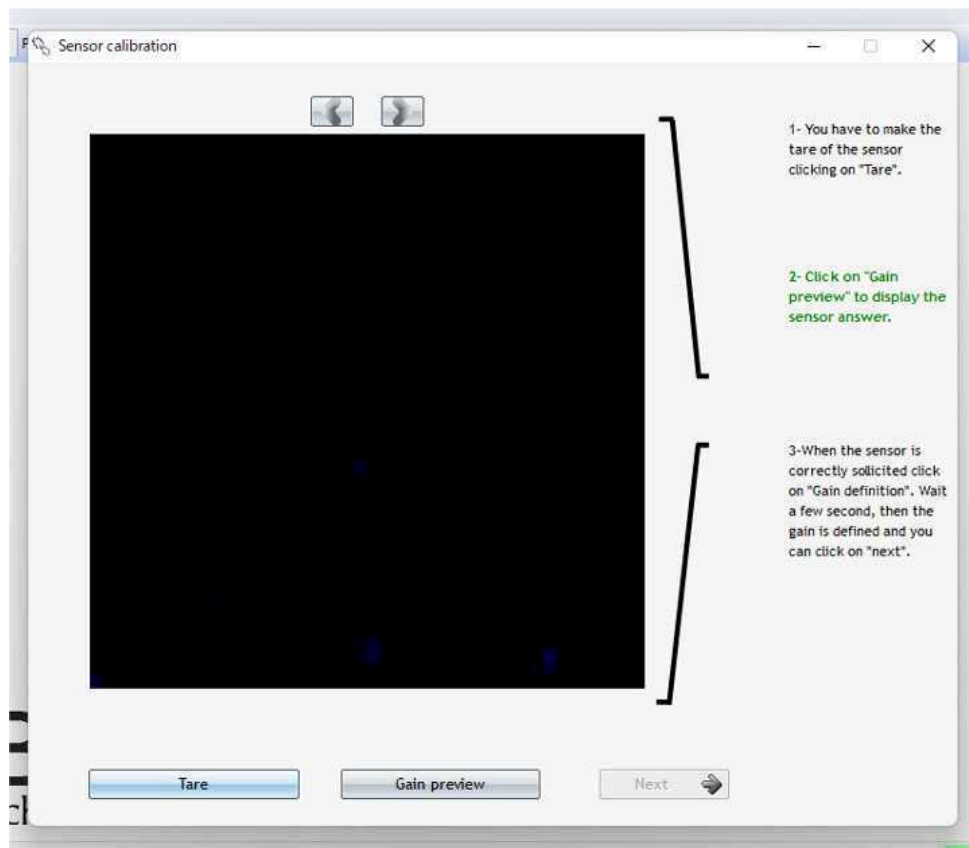 Sensor calibration
1- You have to make the
tare of the sensor
clicking on "Tare".
2- Click on "Gain
preview" to display the
sensor answer.
3-When the sensor is
correctly sollicited click
on "Gain definition". Wait
a few second, then the
gain is defined and you
can click on "next".
Tare
Gain preview
Next